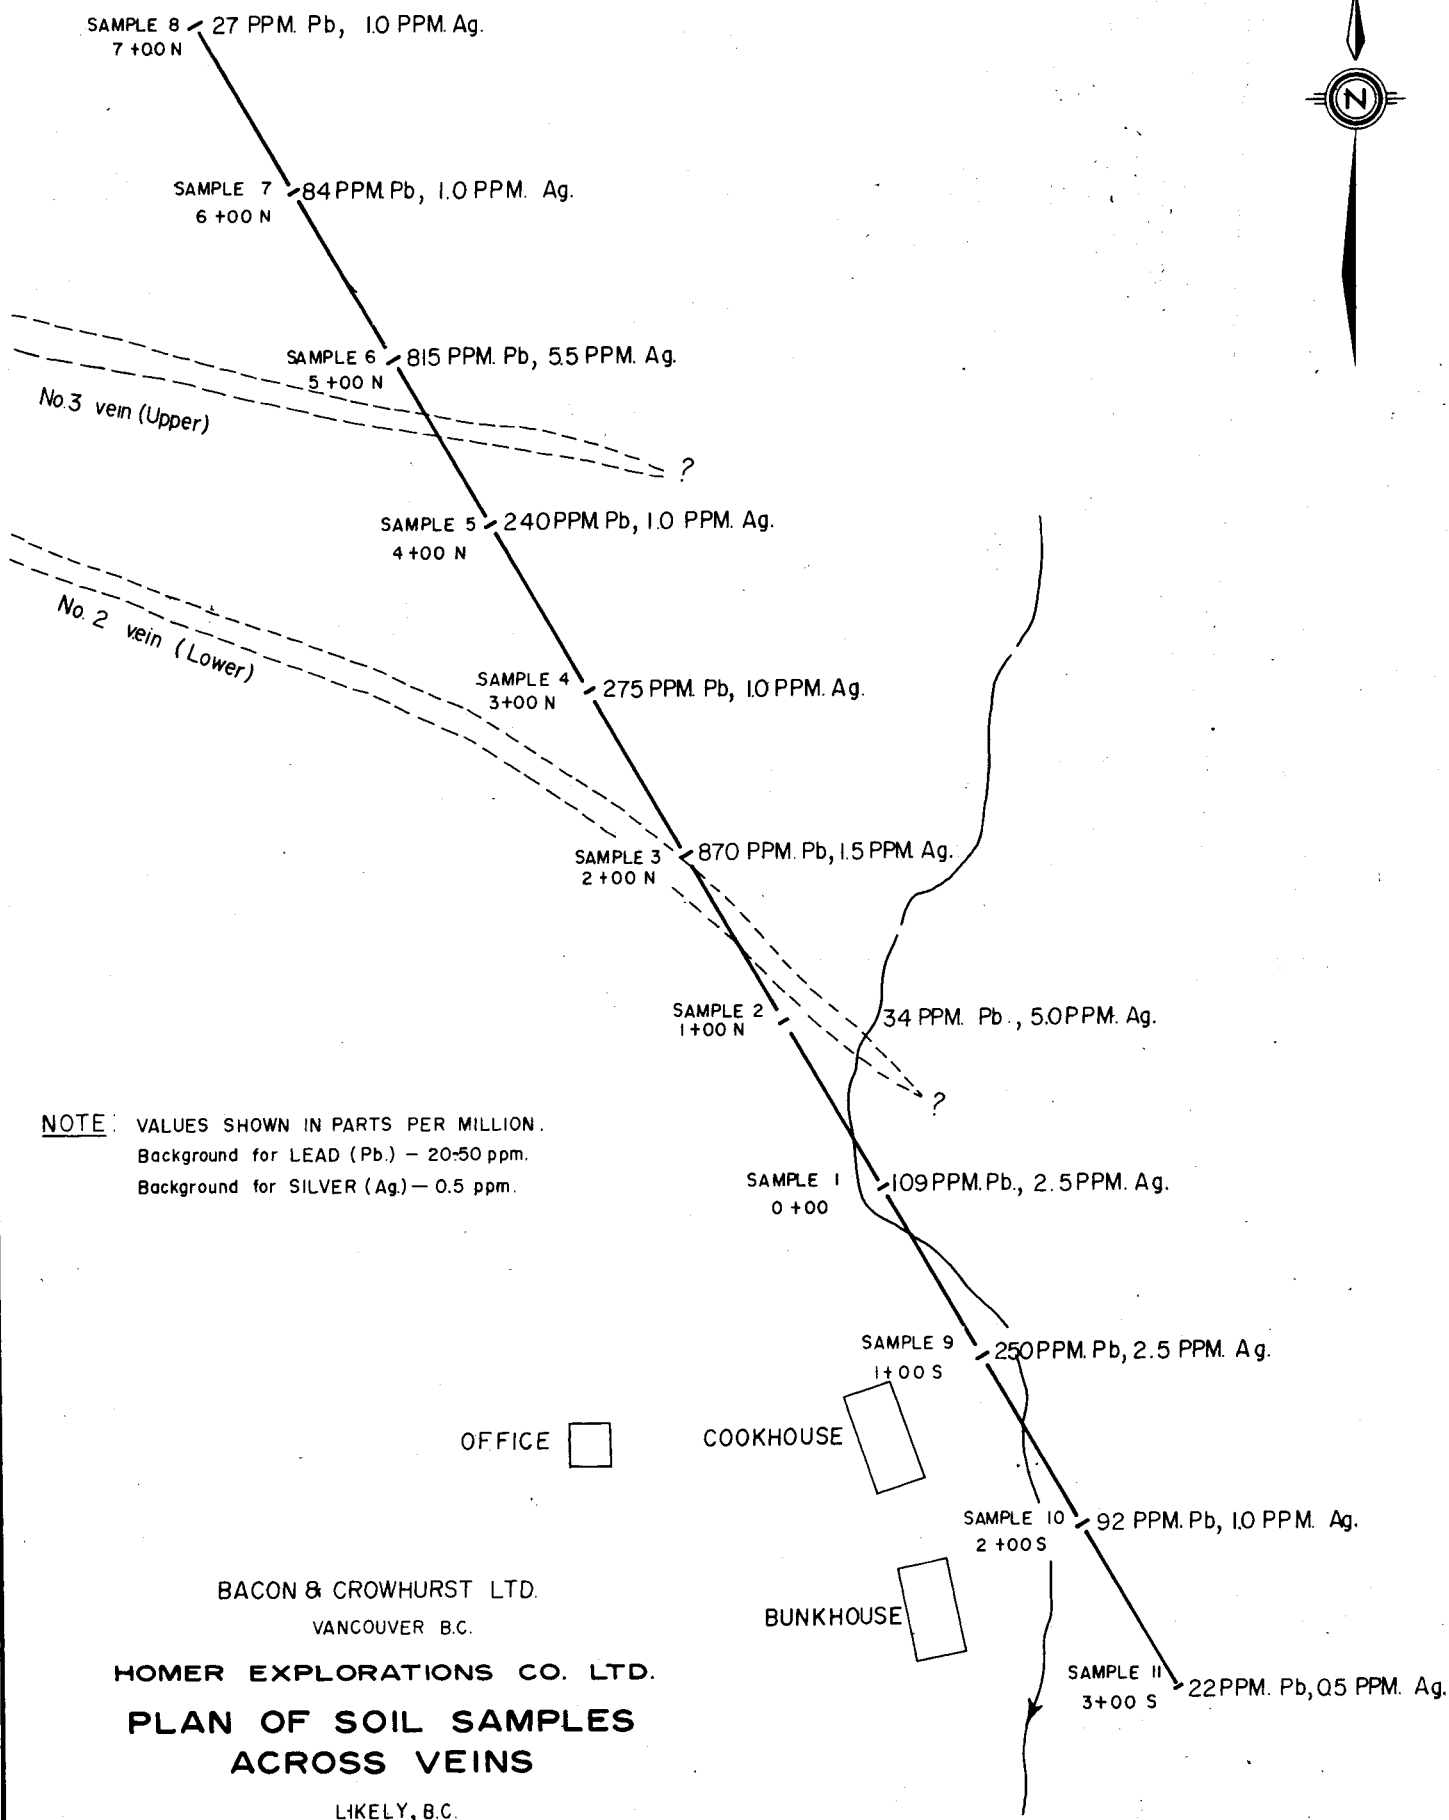 SAMPLE 8 27 PPM. Pb, 1.0 PPM. Ag.
7 +00 N
N
SAMPLE 7 84 PPM. Pb, 1.0 PPM. Ag.
6 +00 N
SAMPLE 6 815 PPM. Pb, 5.5 PPM. Ag.
5 +00 N
No.3 vein (Upper)
?
SAMPLE 5 240 PPM. Pb, 1.0 PPM. Ag.
4 +00 N
No. 2 vein (Lower)
SAMPLE 4 275 PPM. Pb, 1.0 PPM. Ag.
3+00 N
SAMPLE 3 870 PPM. Pb, 1.5 PPM. Ag.
2 +00 N
SAMPLE 2 34 PPM. Pb., 5.0 PPM. Ag.
1 +00 N
?
NOTE: VALUES SHOWN IN PARTS PER MILLION.
Background for LEAD (Pb.) – 20-50 ppm.
Background for SILVER (Ag.) – 0.5 ppm.
SAMPLE 1 109 PPM. Pb., 2.5 PPM. Ag.
0 +00
SAMPLE 9 250 PPM. Pb, 2.5 PPM. Ag.
1+00 S
OFFICE
COOKHOUSE
SAMPLE 10 92 PPM. Pb, 1.0 PPM. Ag.
2 +00 S
BUNKHOUSE
SAMPLE 11 22 PPM. Pb, 0.5 PPM. Ag.
3+00 S
BACON & CROWHURST LTD.
VANCOUVER B.C.
HOMER EXPLORATIONS CO. LTD.
PLAN OF SOIL SAMPLES
ACROSS VEINS
LIKELY, B.C.